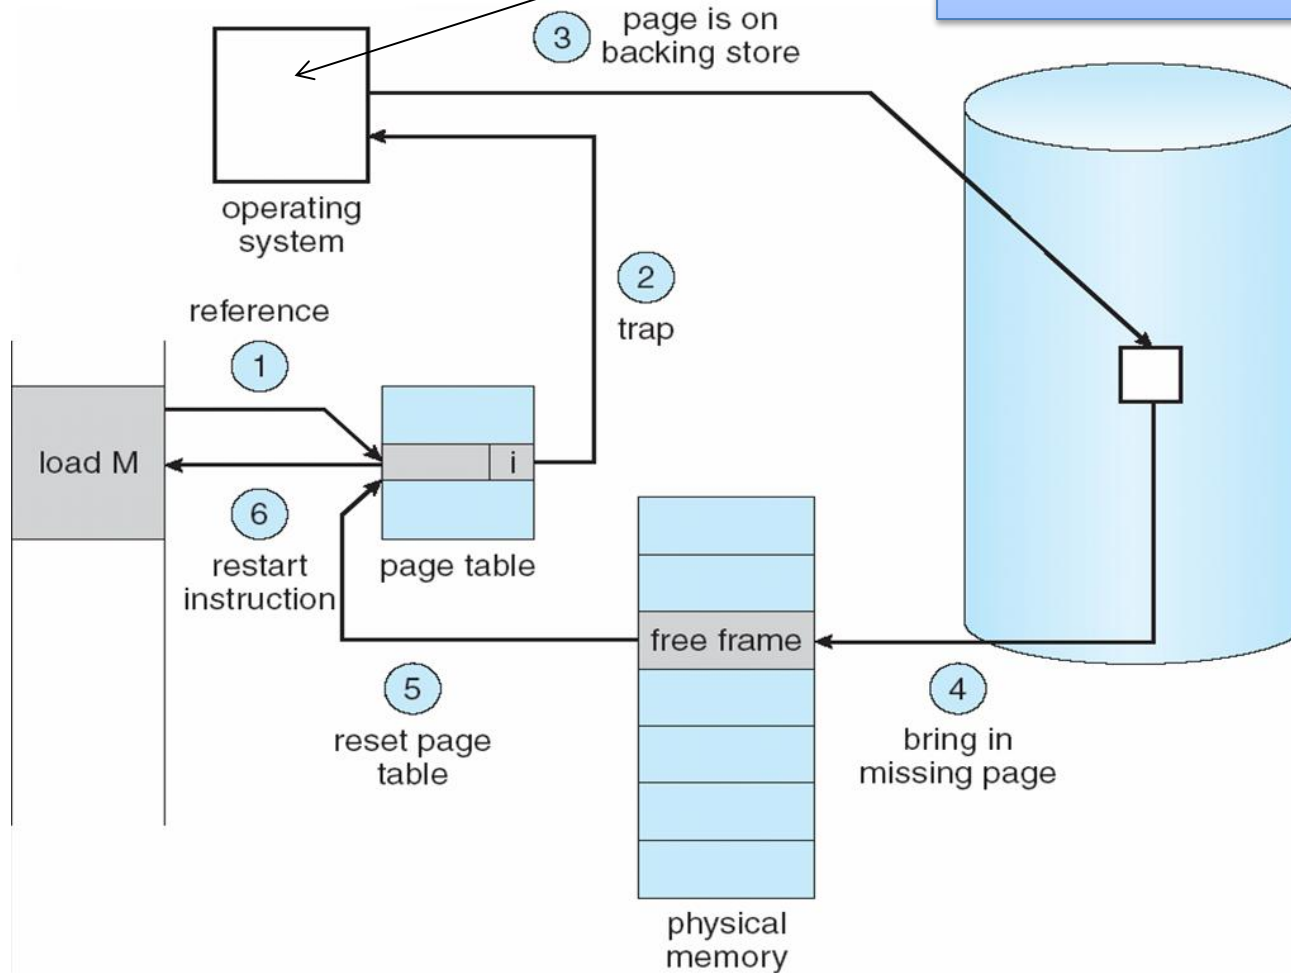 3
page is on
backing store
operating
system
2
trap
reference
1
load M
i
6
restart
instruction
page table
free frame
5
reset page
table
4
bring in
missing page
physical
memory